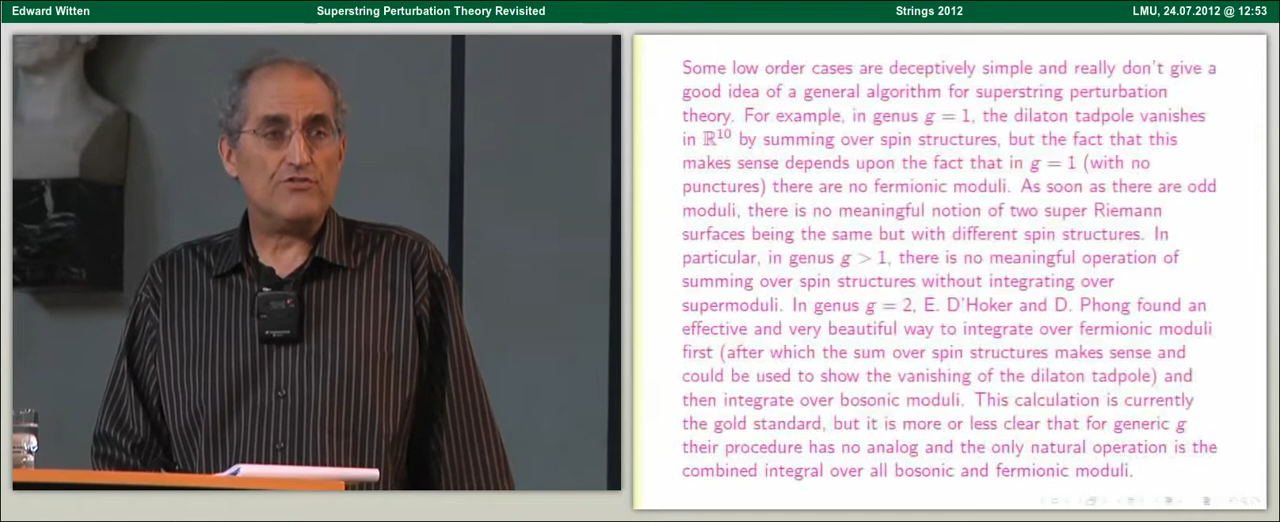 Edward Witten
Superstring Perturbation Theory Revisited
Strings 2012
LMU, 24.07.2012 @ 12:53
Some low order cases are deceptively simple and really don't give a
good idea of a general algorithm for superstring perturbation
theory. For example, in genus g = 1, the dilaton tadpole vanishes
in ℝ¹⁰ by summing over spin structures, but the fact that this
makes sense depends upon the fact that in g = 1 (with no
punctures) there are no fermionic moduli. As soon as there are odd
moduli, there is no meaningful notion of two super Riemann
surfaces being the same but with different spin structures. In
particular, in genus g > 1, there is no meaningful operation of
summing over spin structures without integrating over
supermoduli. In genus g = 2, E. D'Hoker and D. Phong found an
effective and very beautiful way to integrate over fermionic moduli
first (after which the sum over spin structures makes sense and
could be used to show the vanishing of the dilaton tadpole) and
then integrate over bosonic moduli. This calculation is currently
the gold standard, but it is more or less clear that for generic g
their procedure has no analog and the only natural operation is the
combined integral over all bosonic and fermionic moduli.